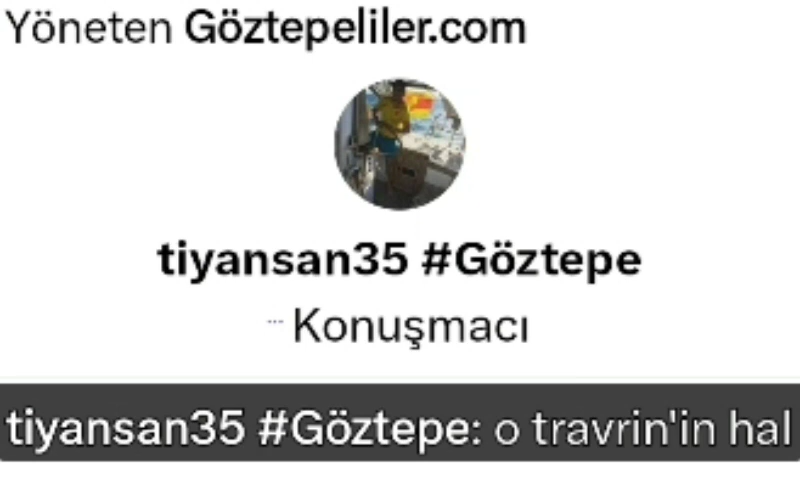 Yöneten Göztepeliler.com
tiyansan35 #Göztepe
Konuşmacı
tiyansan35 #Göztepe: o travrin'in hal